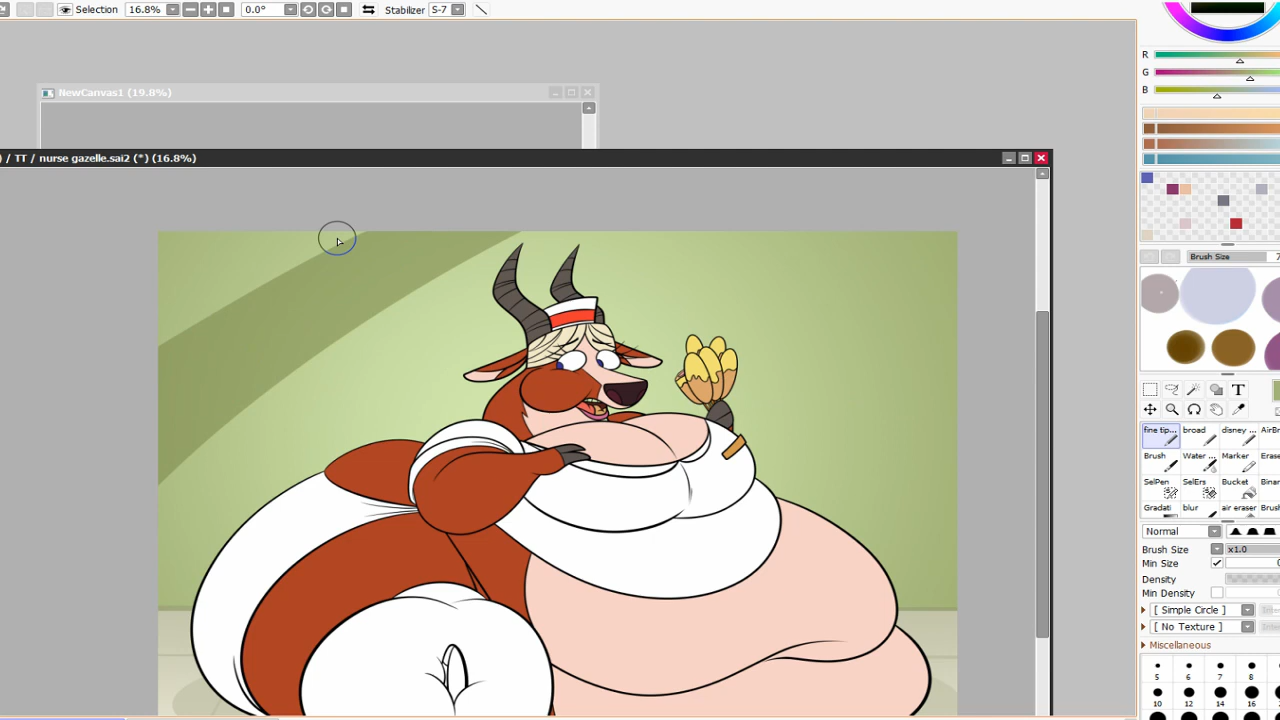 Selection 16.8% 0.0° Stabilizer S-7
NewCanvas1 (19.8%)
) / TT / nurse gazelle.sai2 (*) (16.8%)
R
G
B
Brush Size 7
T
fine tip... broad disney ... AirB
Brush Water ... Marker Erase
SelPen SelErs Bucket Binar
Gradati blur air eraser Brush
Normal
Brush Size x1.0
Min Size 0
Density
Min Density
[ Simple Circle ]
[ No Texture ]
Miscellaneous
5 6 7 8
10 12 14 16